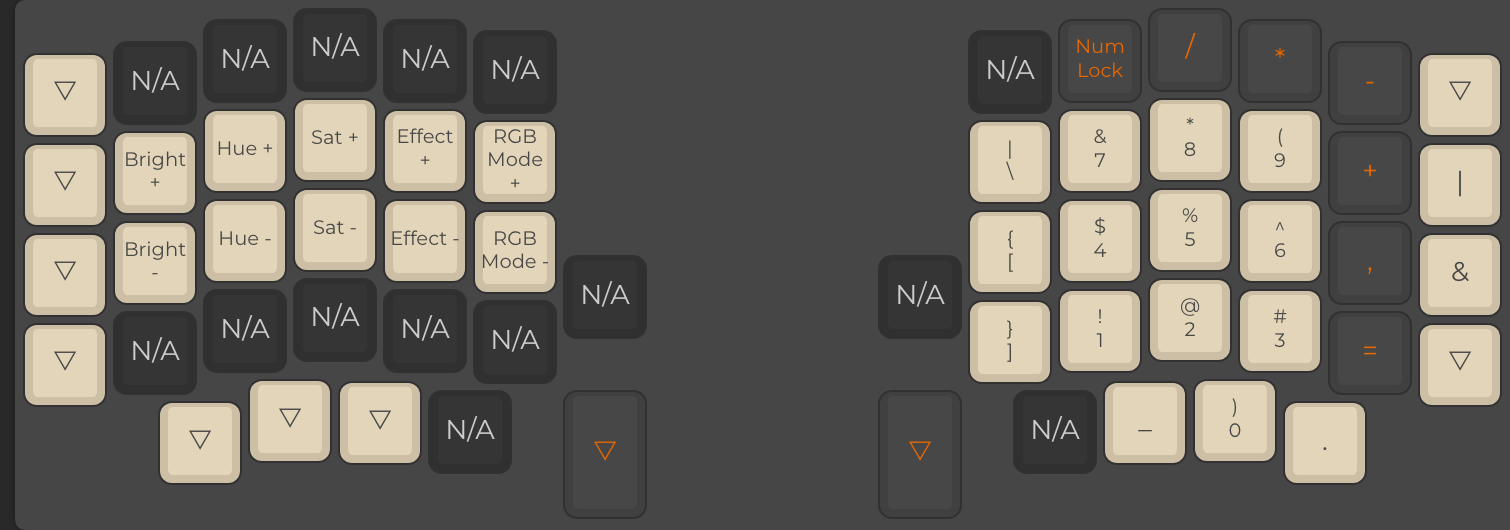 ▽
N/A
N/A
N/A
N/A
N/A
▽
Bright
+
Hue +
Sat +
Effect
+
RGB
Mode
+
▽
Bright
-
Hue -
Sat -
Effect -
RGB
Mode -
N/A
▽
N/A
N/A
N/A
N/A
N/A
▽
▽
▽
N/A
▽
N/A
Num
Lock
/
*
-
▽
|
\
&
7
*
8
(
9
+
|
{
[
$
4
%
5
^
6
,
&
N/A
}
]
!
1
@
2
#
3
=
▽
▽
N/A
_
)
0
.